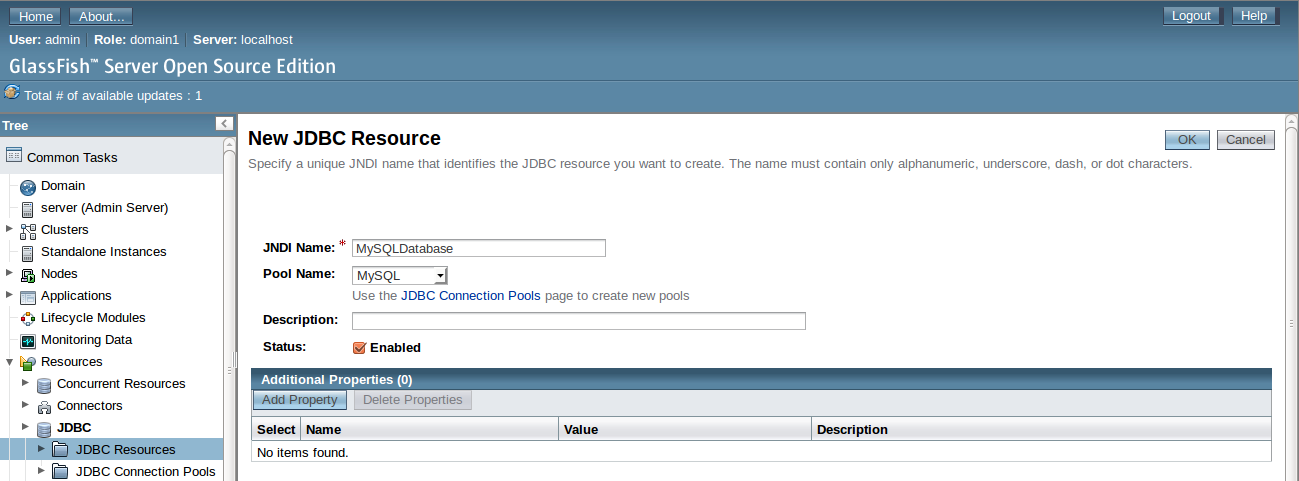 Home About... Logout Help
User: admin Role: domain1 Server: localhost
GlassFish™ Server Open Source Edition
Total # of available updates : 1
Tree
Common Tasks
Domain
server (Admin Server)
Clusters
Standalone Instances
Nodes
Applications
Lifecycle Modules
Monitoring Data
Resources
Concurrent Resources
Connectors
JDBC
JDBC Resources
JDBC Connection Pools
New JDBC Resource
OK Cancel
Specify a unique JNDI name that identifies the JDBC resource you want to create. The name must contain only alphanumeric, underscore, dash, or dot characters.
JNDI Name: * MySQLDatabase
Pool Name: MySQL
Use the JDBC Connection Pools page to create new pools
Description:
Status: Enabled
Additional Properties (0)
Add Property Delete Properties
Select Name Value Description
No items found.